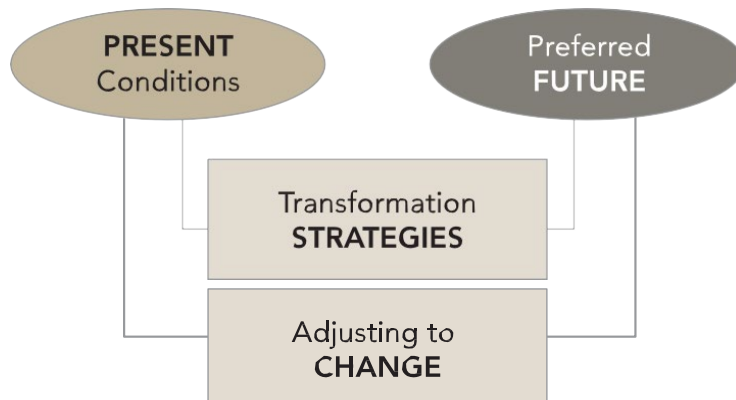 PRESENT
Conditions
Preferred
FUTURE
Transformation
STRATEGIES
Adjusting to
CHANGE